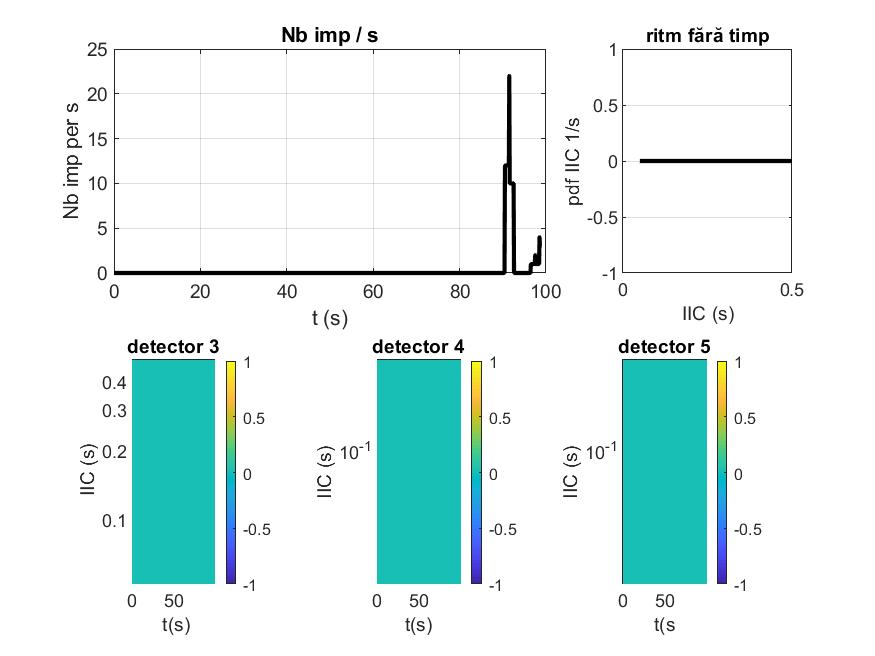 Nb imp / s
25
20
15
10
5
0
Nb imp per s
0 20 40 60 80 100
t (s)
ritm fără timp
1
0.5
0
-0.5
-1
pdf IIC 1/s
0 0.5
IIC (s)
detector 3
0.4
0.3
0.2
0.1
IIC (s)
0 50
t(s)
1
0.5
0
-0.5
-1
detector 4
10^-1
IIC (s)
0 50
t(s)
1
0.5
0
-0.5
-1
detector 5
10^-1
IIC (s)
0 50
t(s
1
0.5
0
-0.5
-1